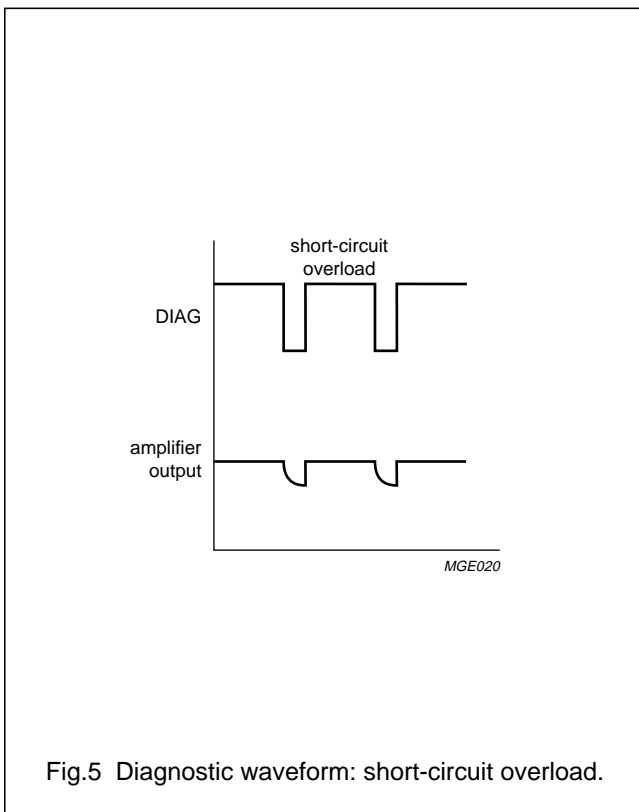 short-circuit
overload
DIAG
amplifier
output
MGE020
Fig.5 Diagnostic waveform: short-circuit overload.